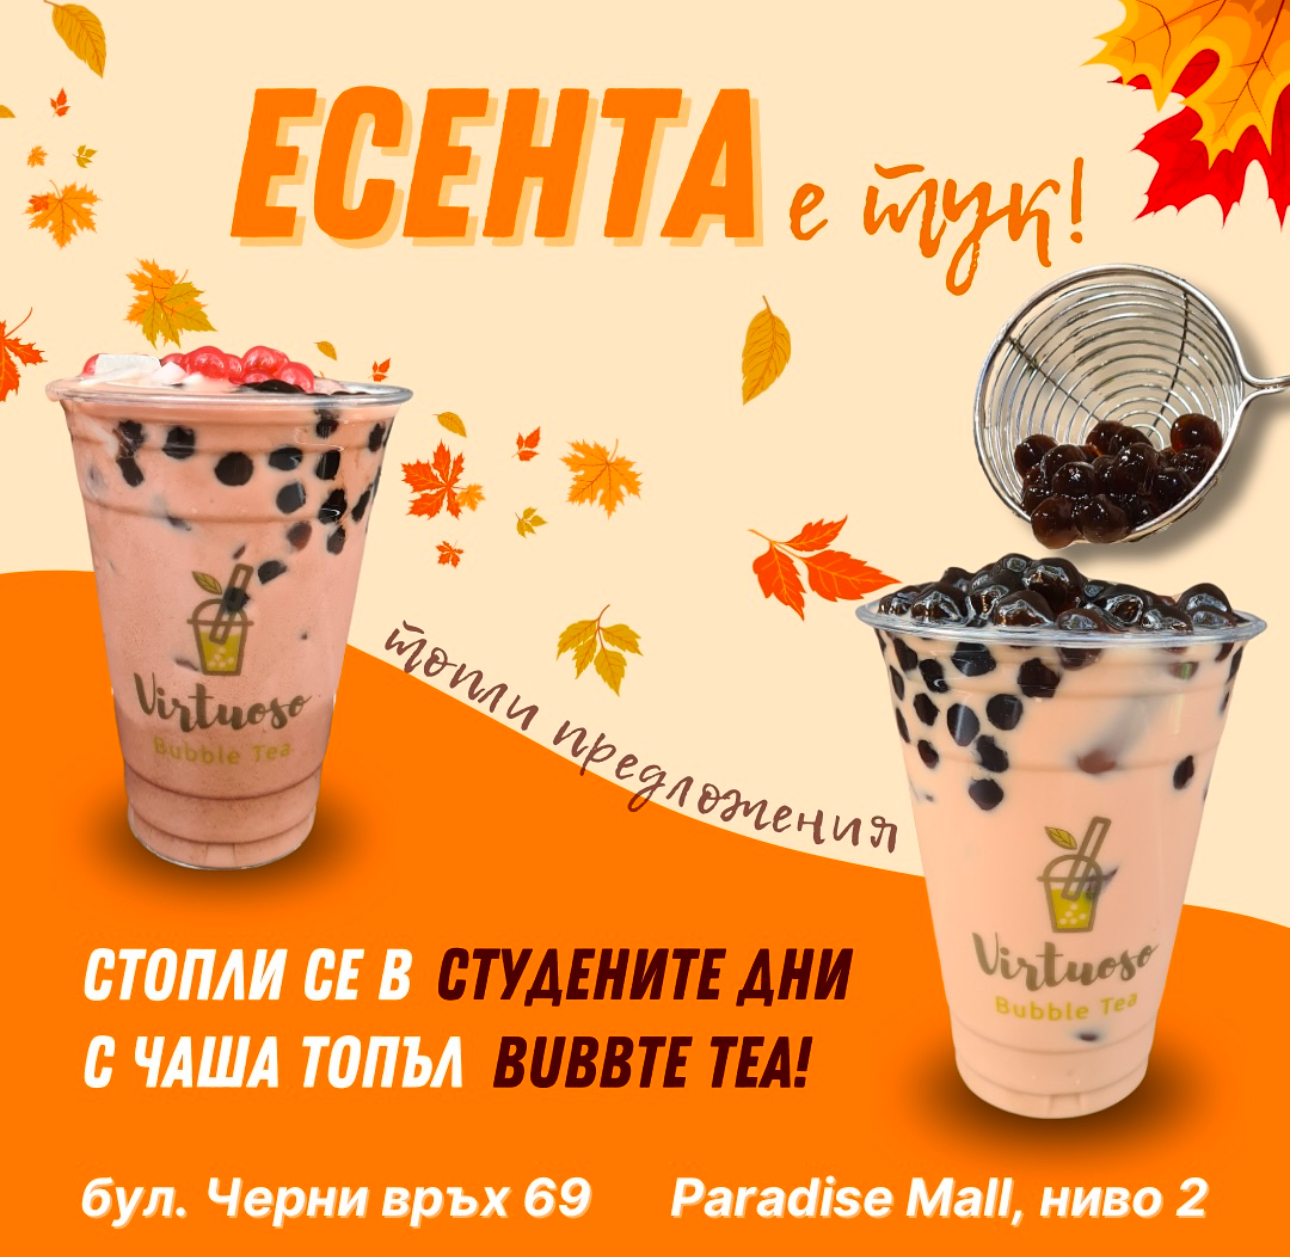 ЕСЕНТА е тук!
топли предложения
Virtuoso
Bubble Tea
Virtuoso
Bubble Tea
СТОПЛИ СЕ В СТУДЕНИТЕ ДНИ
С ЧАША ТОПЪЛ BUBBTE TEA!
бул. Черни връх 69 Paradise Mall, ниво 2